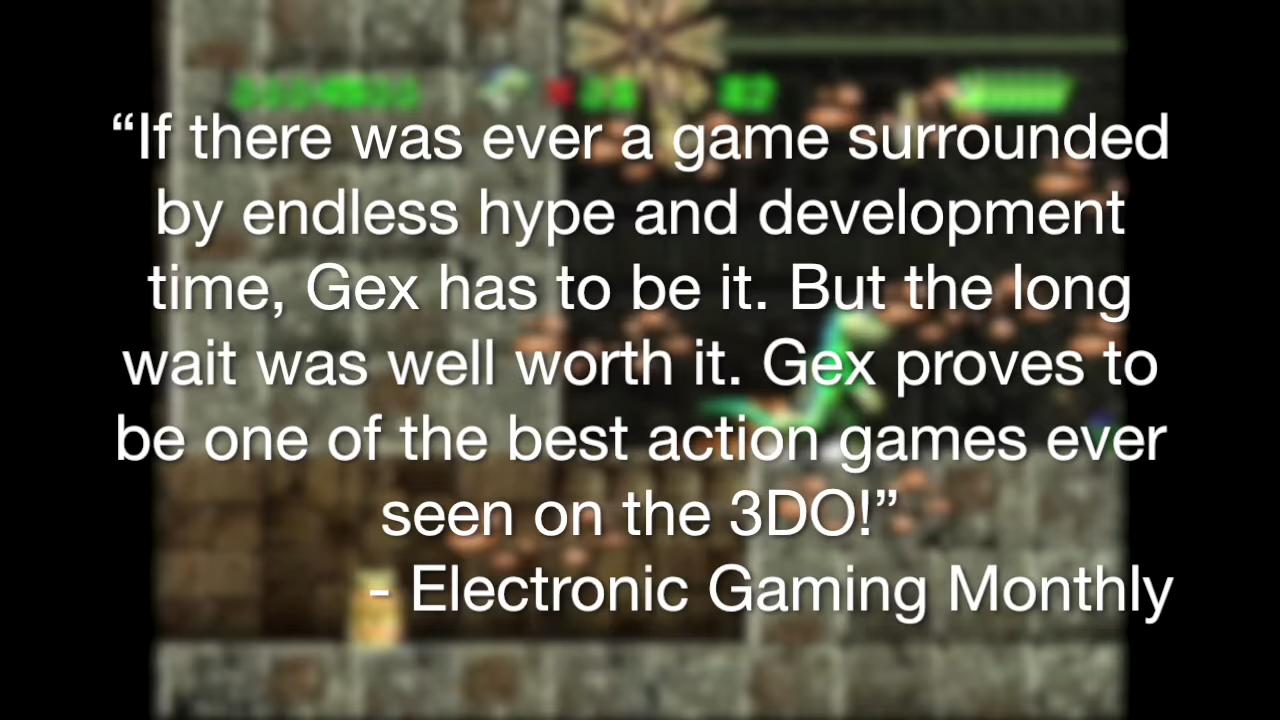 “If there was ever a game surrounded
by endless hype and development
time, Gex has to be it. But the long
wait was well worth it. Gex proves to
be one of the best action games ever
seen on the 3DO!”
- Electronic Gaming Monthly